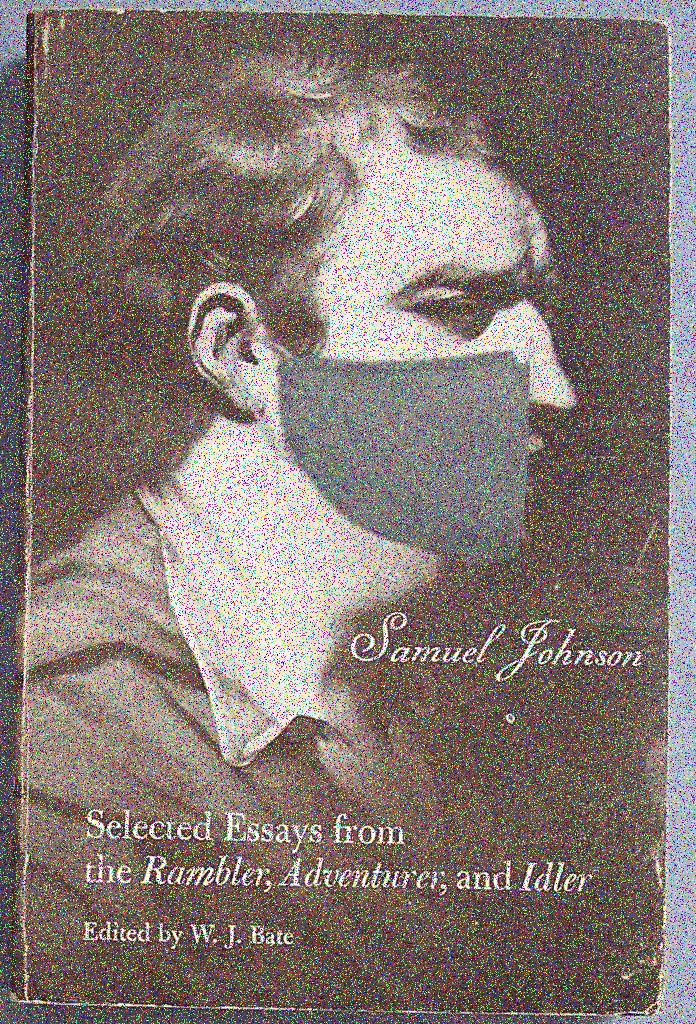 Samuel Johnson
Selected Essays from
the Rambler, Adventurer, and Idler
Edited by W. J. Bate